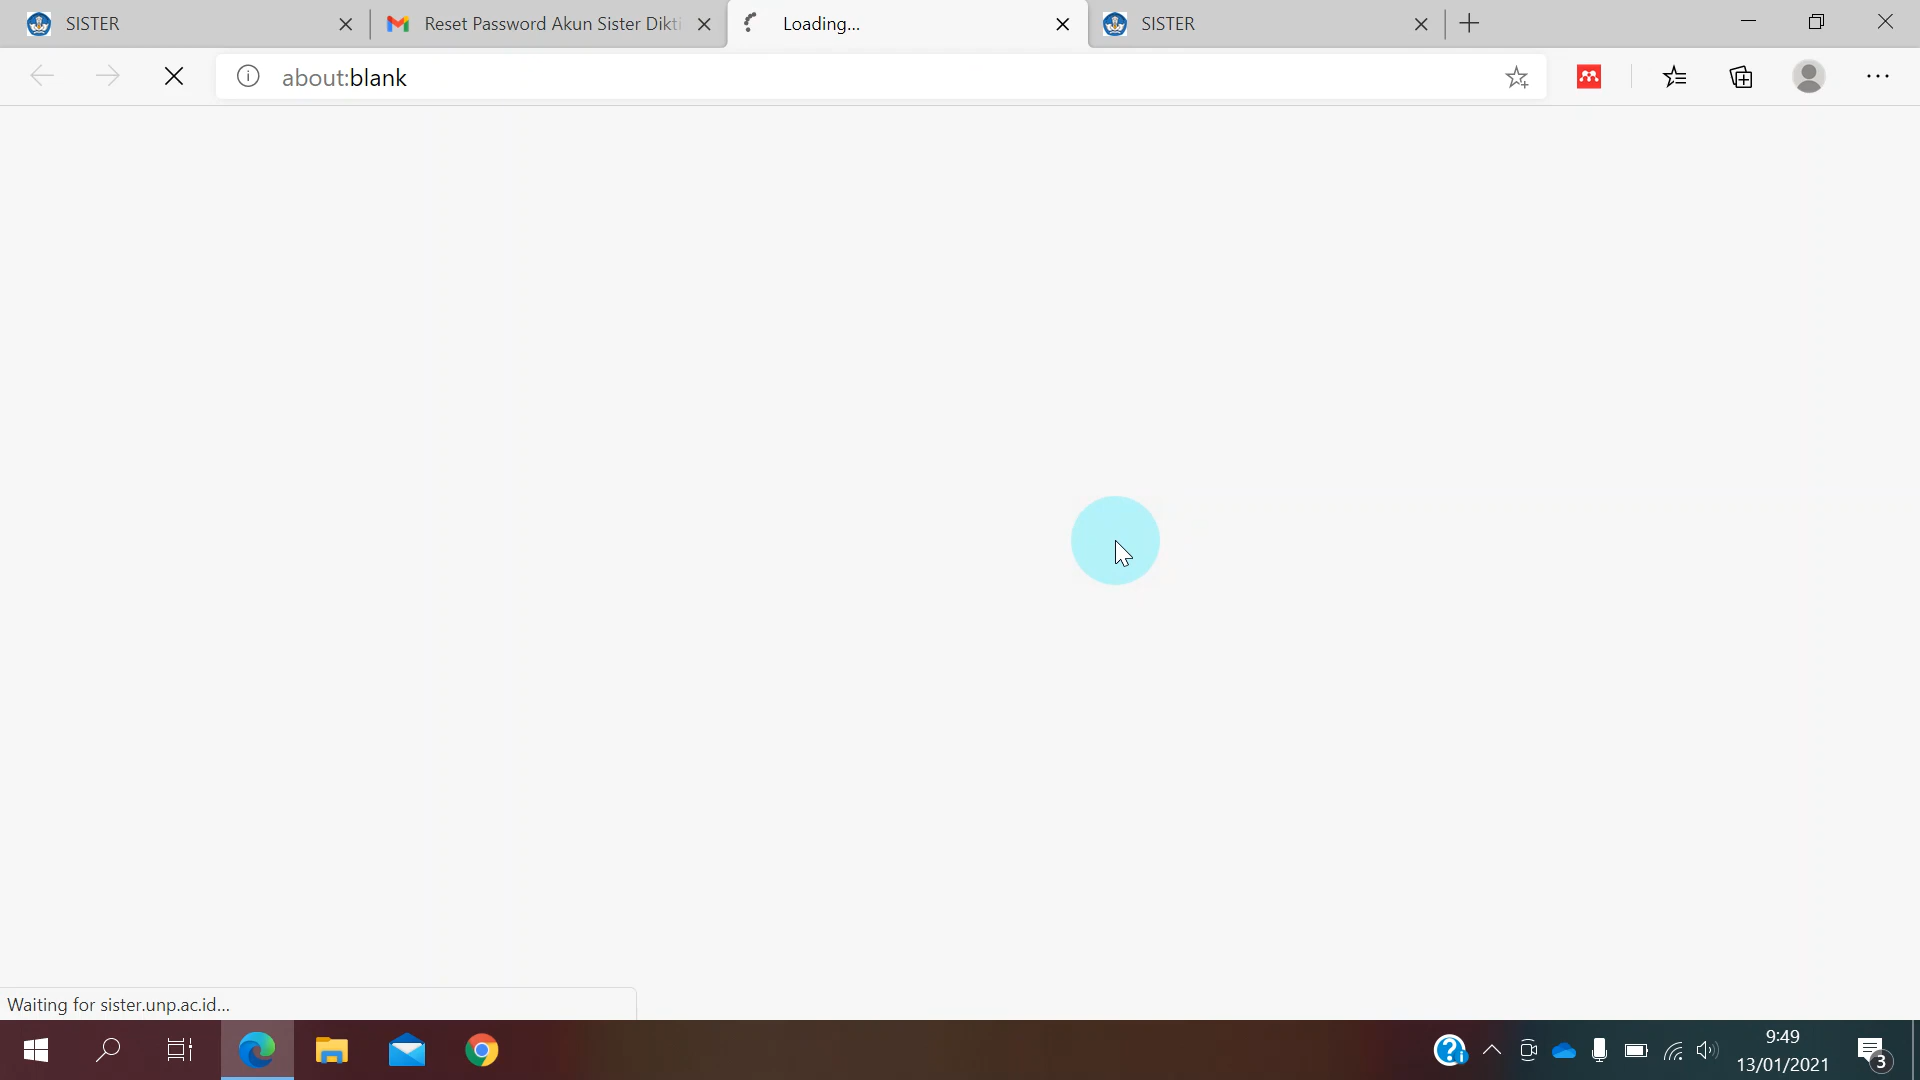 SISTER
Reset Password Akun Sister Dikti
Loading...
SISTER
about:blank
Waiting for sister.unp.ac.id...
9:49
13/01/2021
3